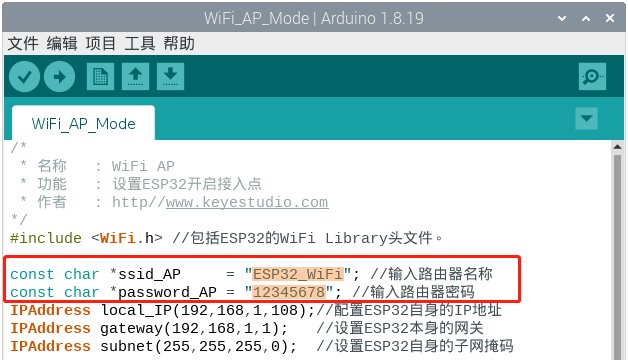 WiFi_AP_Mode | Arduino 1.8.19
文件 编辑 项目 工具 帮助
WiFi_AP_Mode
/*
* 名称 : WiFi AP
* 功能 : 设置ESP32开启接入点
* 作者 : http//www.keyestudio.com
*/
#include <WiFi.h> //包括ESP32的WiFi Library头文件。
const char *ssid_AP = "ESP32_WiFi"; //输入路由器名称
const char *password_AP = "12345678"; //输入路由器密码
IPAddress local_IP(192,168,1,108);//配置ESP32自身的IP地址
IPAddress gateway(192,168,1,1); //设置ESP32本身的网关
IPAddress subnet(255,255,255,0); //设置ESP32自身的子网掩码